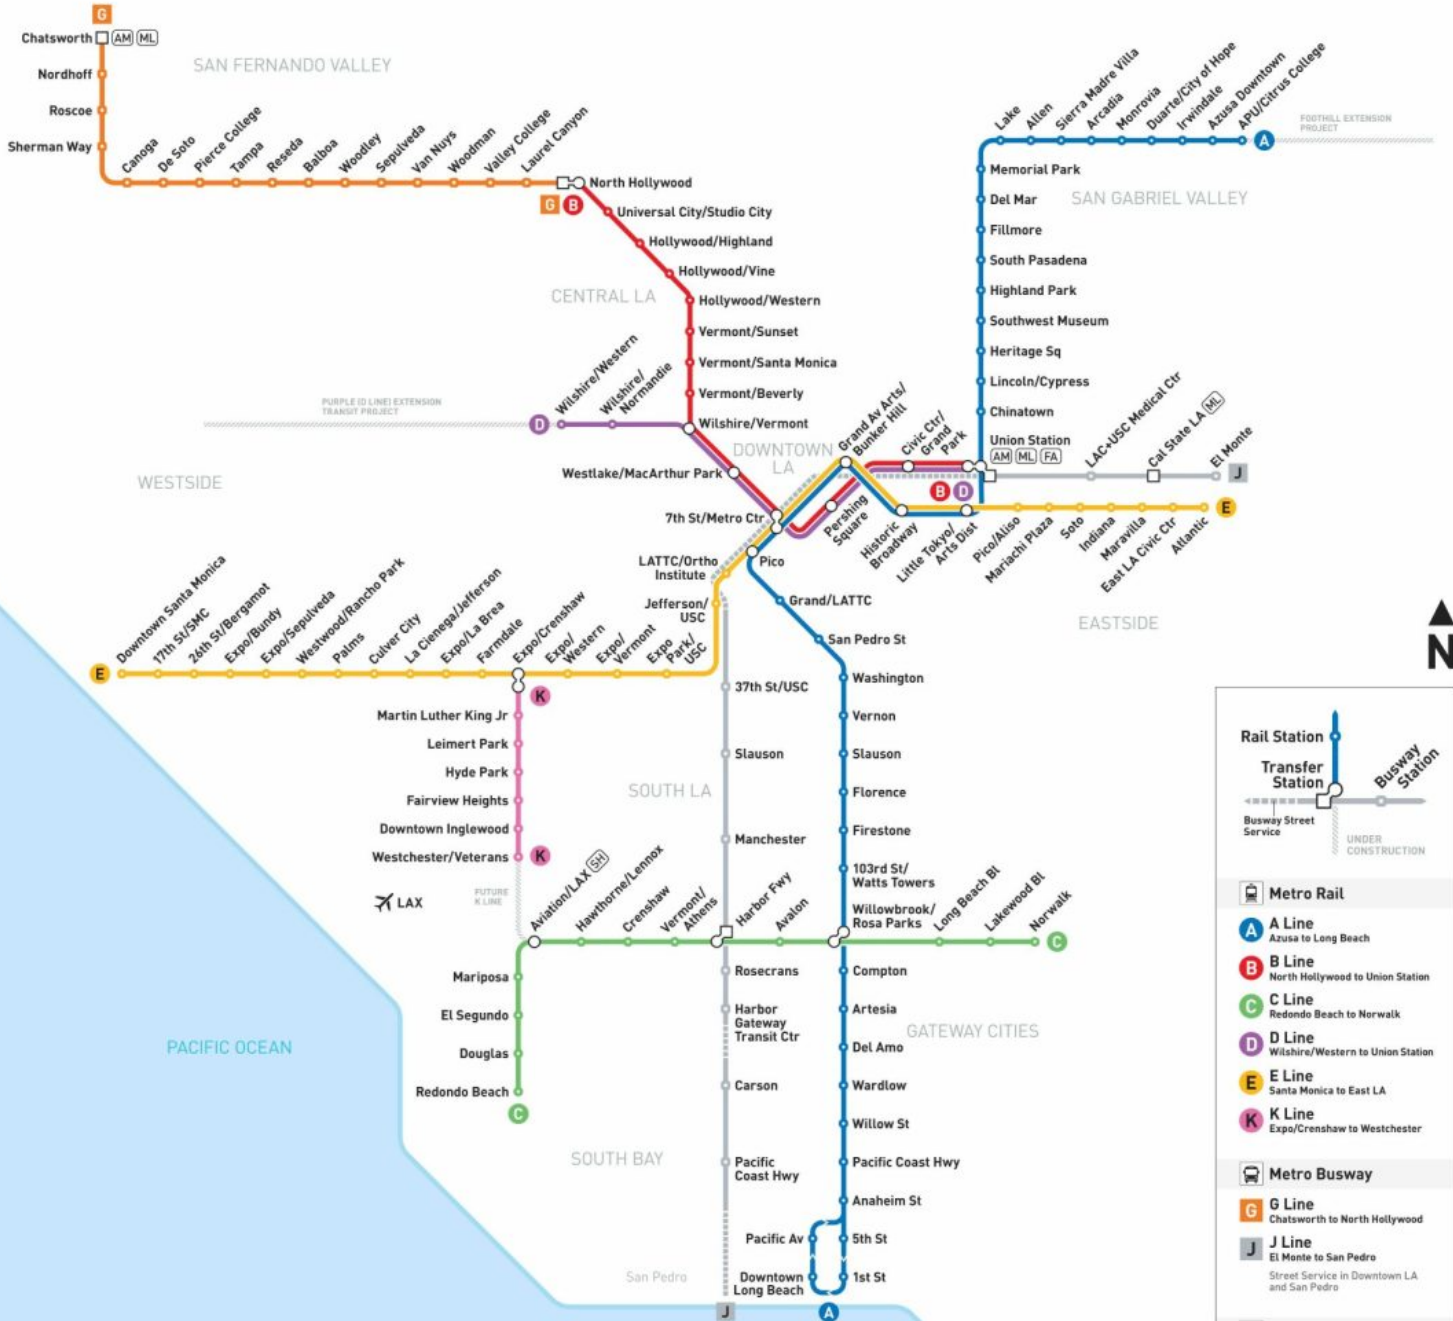 G
Chatsworth AM ML
Nordhoff
Roscoe
Sherman Way
SAN FERNANDO VALLEY
Canoga
De Soto
Pierce College
Tampa
Reseda
Balboa
Woodley
Sepulveda
Van Nuys
Woodman
Valley College
Laurel Canyon
North Hollywood
G B
Universal City/Studio City
Hollywood/Highland
Hollywood/Vine
CENTRAL LA
Hollywood/Western
Vermont/Sunset
Vermont/Santa Monica
Vermont/Beverly
Wilshire/Vermont
Wilshire/Western
Wilshire/
Normandie
PURPLE (D LINE) EXTENSION
TRANSIT PROJECT
D
WESTSIDE
Westlake/MacArthur Park
DOWNTOWN
LA
7th St/Metro Ctr
Pershing
Square
Grand Av Arts/
Bunker Hill
Civic Ctr/
Grand
Park
B D
Historic
Broadway
Little Tokyo/
Arts Dist
Lake
Allen
Sierra Madre Villa
Arcadia
Monrovia
Duarte/City of Hope
Irwindale
Azusa Downtown
APU/Citrus College
A
FOOTHILL EXTENSION
PROJECT
Memorial Park
Del Mar
SAN GABRIEL VALLEY
Fillmore
South Pasadena
Highland Park
Southwest Museum
Heritage Sq
Lincoln/Cypress
Chinatown
Union Station
AM ML FA
LAC+USC Medical Ctr
Cal State LA ML
El Monte
J
E
Pico/Aliso
Mariachi Plaza
Soto
Indiana
Maravilla
East LA Civic Ctr
Atlantic
EASTSIDE
LATTC/Ortho
Institute
Pico
Jefferson/
USC
Grand/LATTC
San Pedro St
E
Downtown Santa Monica
17th St/SMC
26th St/Bergamot
Expo/Bundy
Expo/Sepulveda
Westwood/Rancho Park
Palms
Culver City
La Cienega/Jefferson
Expo/La Brea
Farmdale
Expo/Crenshaw
Expo/
Western
Expo/
Vermont
Expo
Park/
USC
K
Martin Luther King Jr
Leimert Park
Hyde Park
Fairview Heights
Downtown Inglewood
Westchester/Veterans
K
FUTURE
K LINE
LAX
37th St/USC
Slauson
SOUTH LA
Manchester
Washington
Vernon
Slauson
Florence
Firestone
103rd St/
Watts Towers
Willowbrook/
Rosa Parks
Aviation/LAX SH
Hawthorne/Lennox
Crenshaw
Vermont/
Athens
Harbor Fwy
Avalon
Long Beach Bl
Lakewood Bl
Norwalk
C
Mariposa
El Segundo
Douglas
Redondo Beach
C
PACIFIC OCEAN
Rosecrans
Harbor
Gateway
Transit Ctr
Carson
SOUTH BAY
Pacific
Coast Hwy
San Pedro
J
Compton
Artesia
GATEWAY CITIES
Del Amo
Wardlow
Willow St
Pacific Coast Hwy
Anaheim St
Pacific Av
5th St
Downtown
Long Beach
1st St
A
N
Rail Station
Transfer
Station
Busway
Station
Busway Street
Service
UNDER
CONSTRUCTION
Metro Rail
A A Line
Azusa to Long Beach
B B Line
North Hollywood to Union Station
C C Line
Redondo Beach to Norwalk
D D Line
Wilshire/Western to Union Station
E E Line
Santa Monica to East LA
K K Line
Expo/Crenshaw to Westchester
Metro Busway
G G Line
Chatsworth to North Hollywood
J J Line
El Monte to San Pedro
Street Service in Downtown LA
and San Pedro